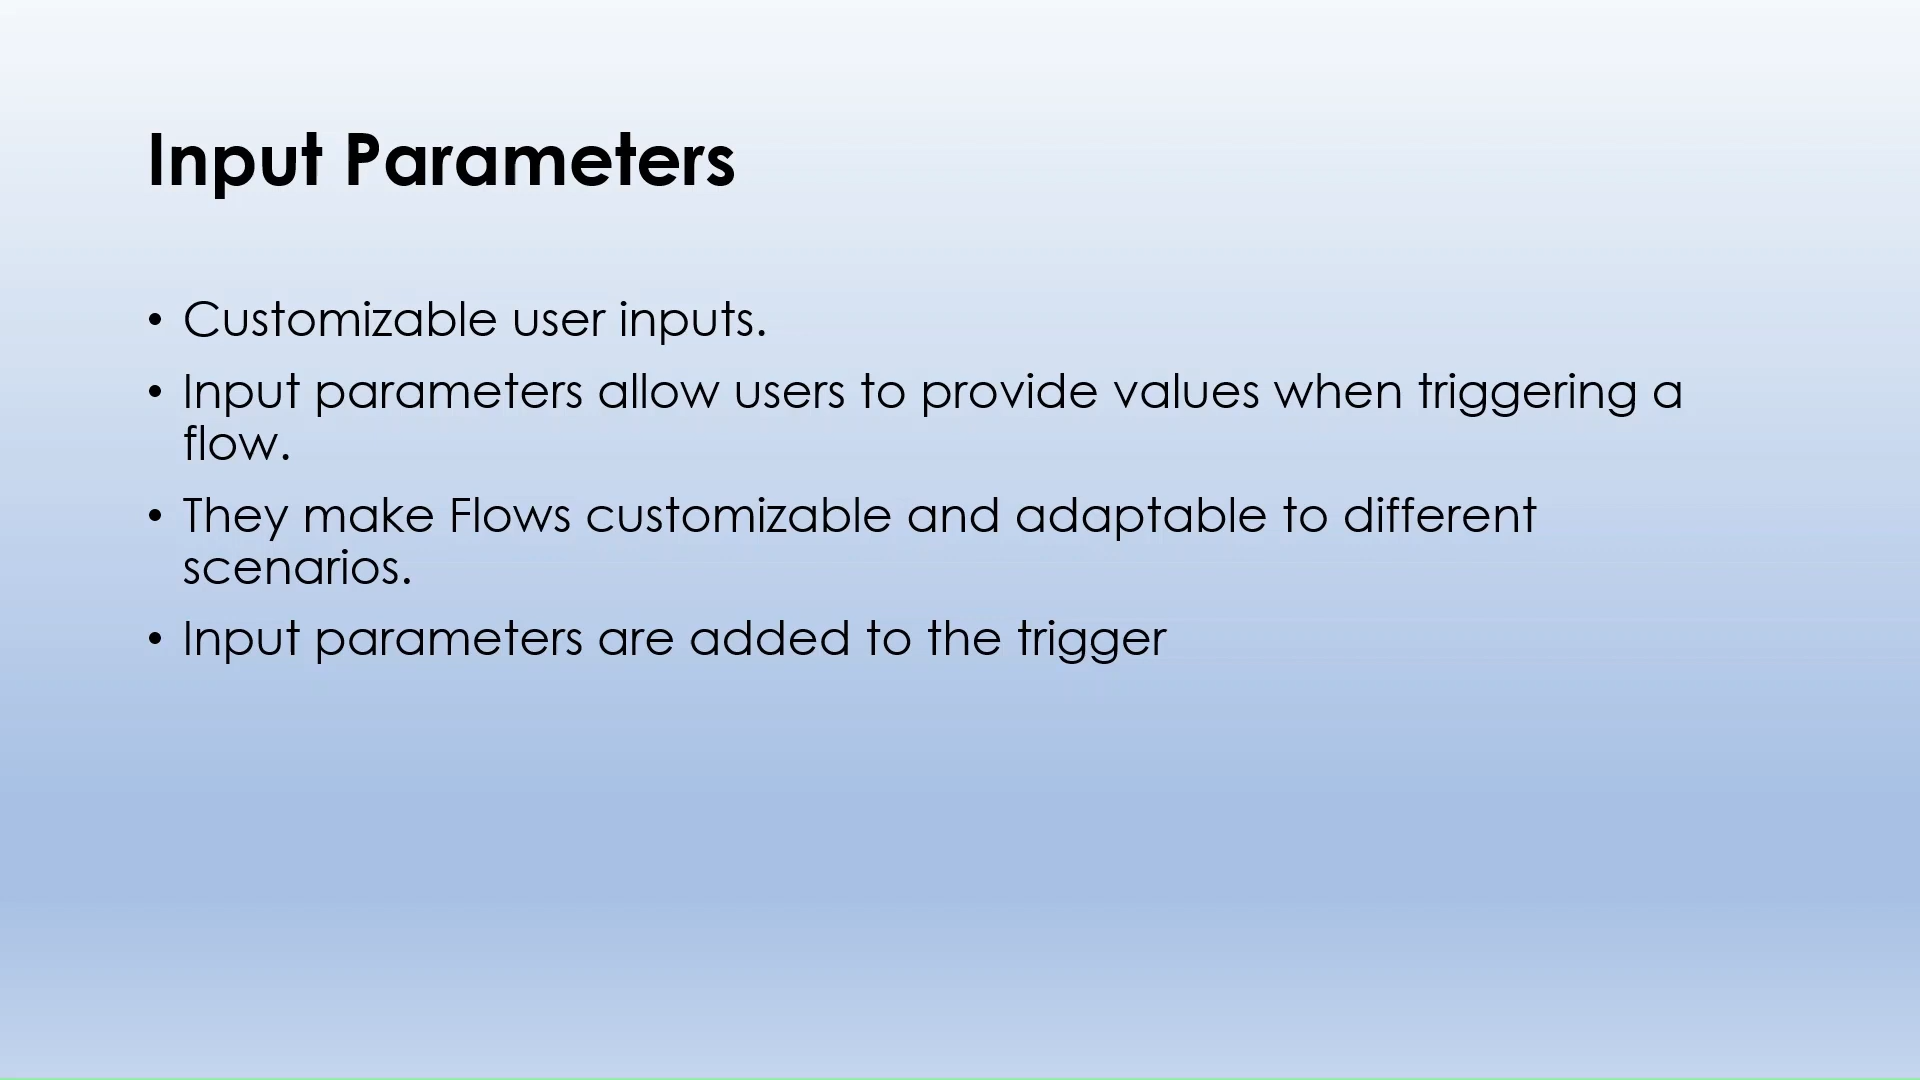 Input Parameters
• Customizable user inputs.
• Input parameters allow users to provide values when triggering a
flow.
• They make Flows customizable and adaptable to different
scenarios.
• Input parameters are added to the trigger